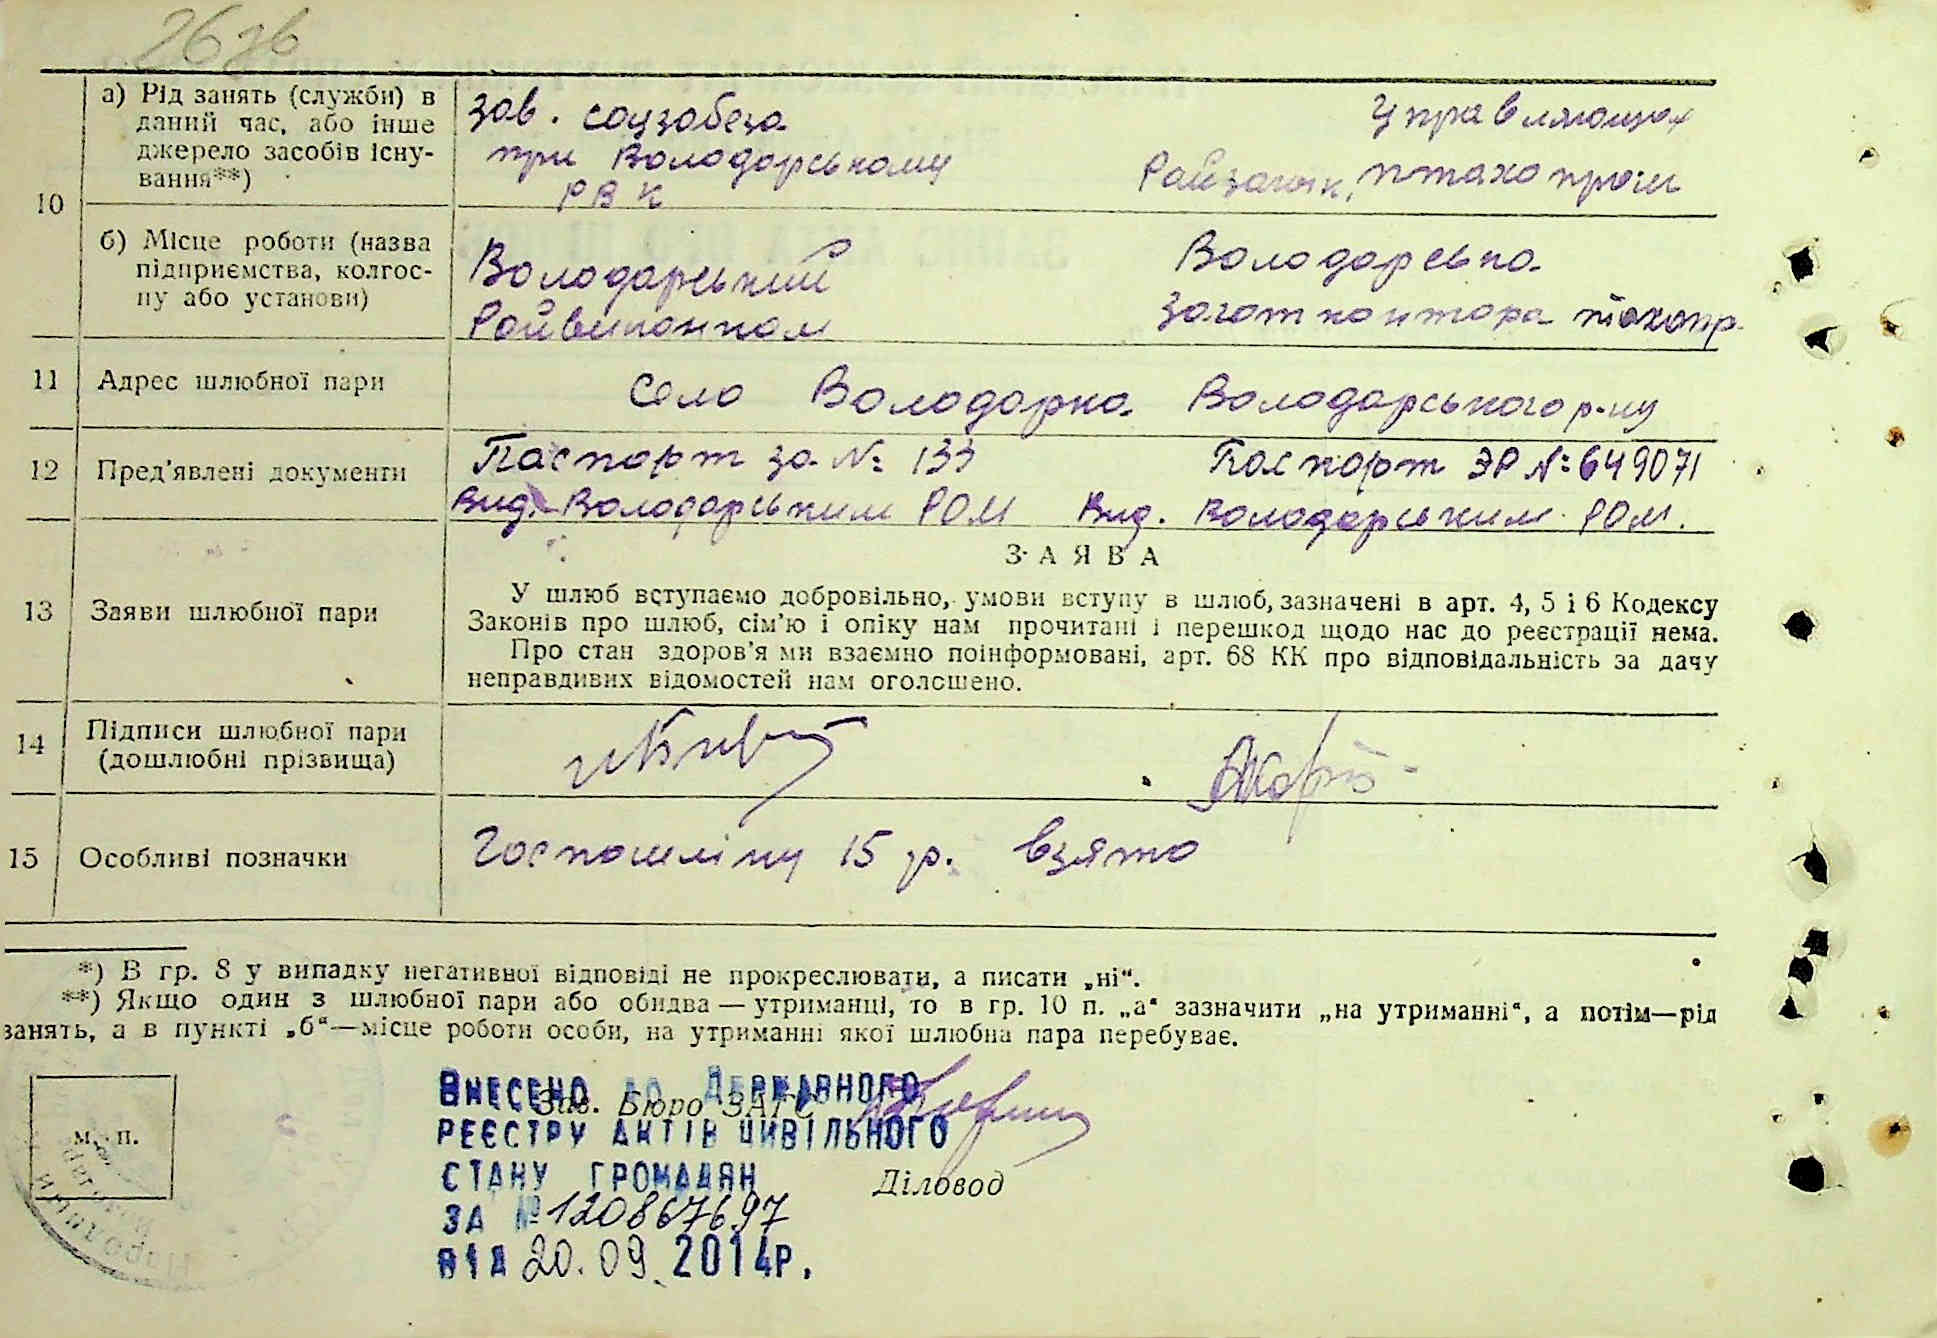 26 зв
а) Рід занять (служби) в даний час, або інше джерело засобів існування**)
зав. соцзабеза
при Володарському
РВК
Управляющая
птахопром
10
б) Місце роботи (назва підприємства, колгоспу або установи)
Володарський
Райвиконком
Володарська
Заготконтора птахопр.
11 Адрес шлюбної пари
Село Володарка Володарського р-ну
12 Пред'явлені документи
Паспорт за № 133 Паспорт ЭР № 649071
Вид. Володарським РОМ Вид. Володарським РОМ.
ЗАЯВА
13 Заяви шлюбної пари
У шлюб вступаємо добровільно, умови вступу в шлюб, зазначені в арт. 4, 5 і 6 Кодексу
Законів про шлюб, сім'ю і опіку нам прочитані і перешкод щодо нас до реєстрації нема.
Про стан здоров'я ми взаємно поінформовані, арт. 68 КК про відповідальність за дачу
неправдивих відомостей нам оголошено.
14 Підписи шлюбної пари
(дошлюбні прізвища)
15 Особливі позначки
Госпошліну 15 р. взято
*) В гр. 8 у випадку негативної відповіді не прокреслювати, а писати „ні“.
**) Якщо один з шлюбної пари або обидва — утриманці, то в гр. 10 п. „а“ зазначити „на утриманні“, а потім—рід
занять, а в пункті „б“—місце роботи особи, на утриманні якої шлюбна пара перебуває.
м. п.
Зав. Бюро ЗАГС
Діловод
ВНЕСЕНО ДО ДЕРЖАВНОГО
РЕЄСТРУ АКТІВ ЦИВІЛЬНОГО
СТАНУ ГРОМАДЯН
ЗА № 120867697
ВІД 20.09.2014р.